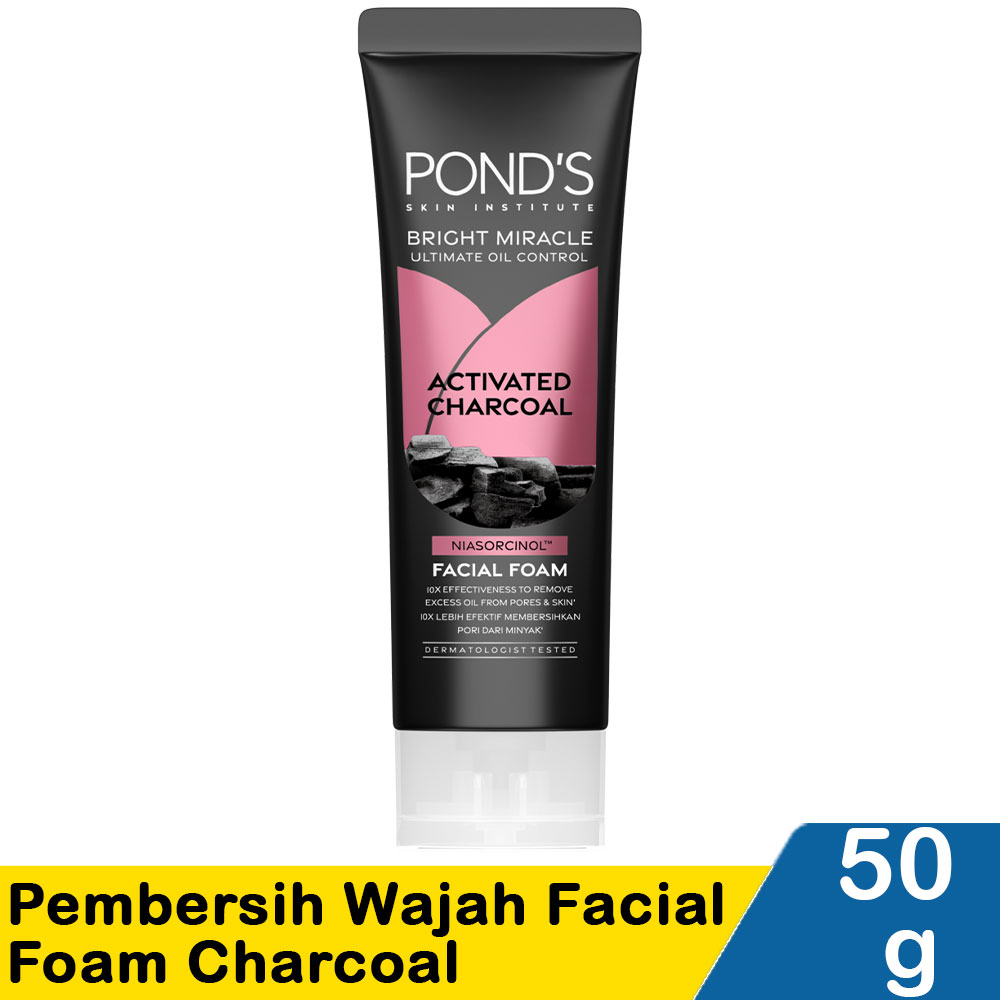 POND'S
SKIN INSTITUTE
BRIGHT MIRACLE
ULTIMATE OIL CONTROL
ACTIVATED
CHARCOAL
NIASORCINOL™
FACIAL FOAM
10X EFFECTIVENESS TO REMOVE
EXCESS OIL FROM PORES & SKIN'
10X LEBIH EFEKTIF MEMBERSIHKAN
PORI DARI MINYAK'
DERMATOLOGIST TESTED
Pembersih Wajah Facial
Foam Charcoal
50
g